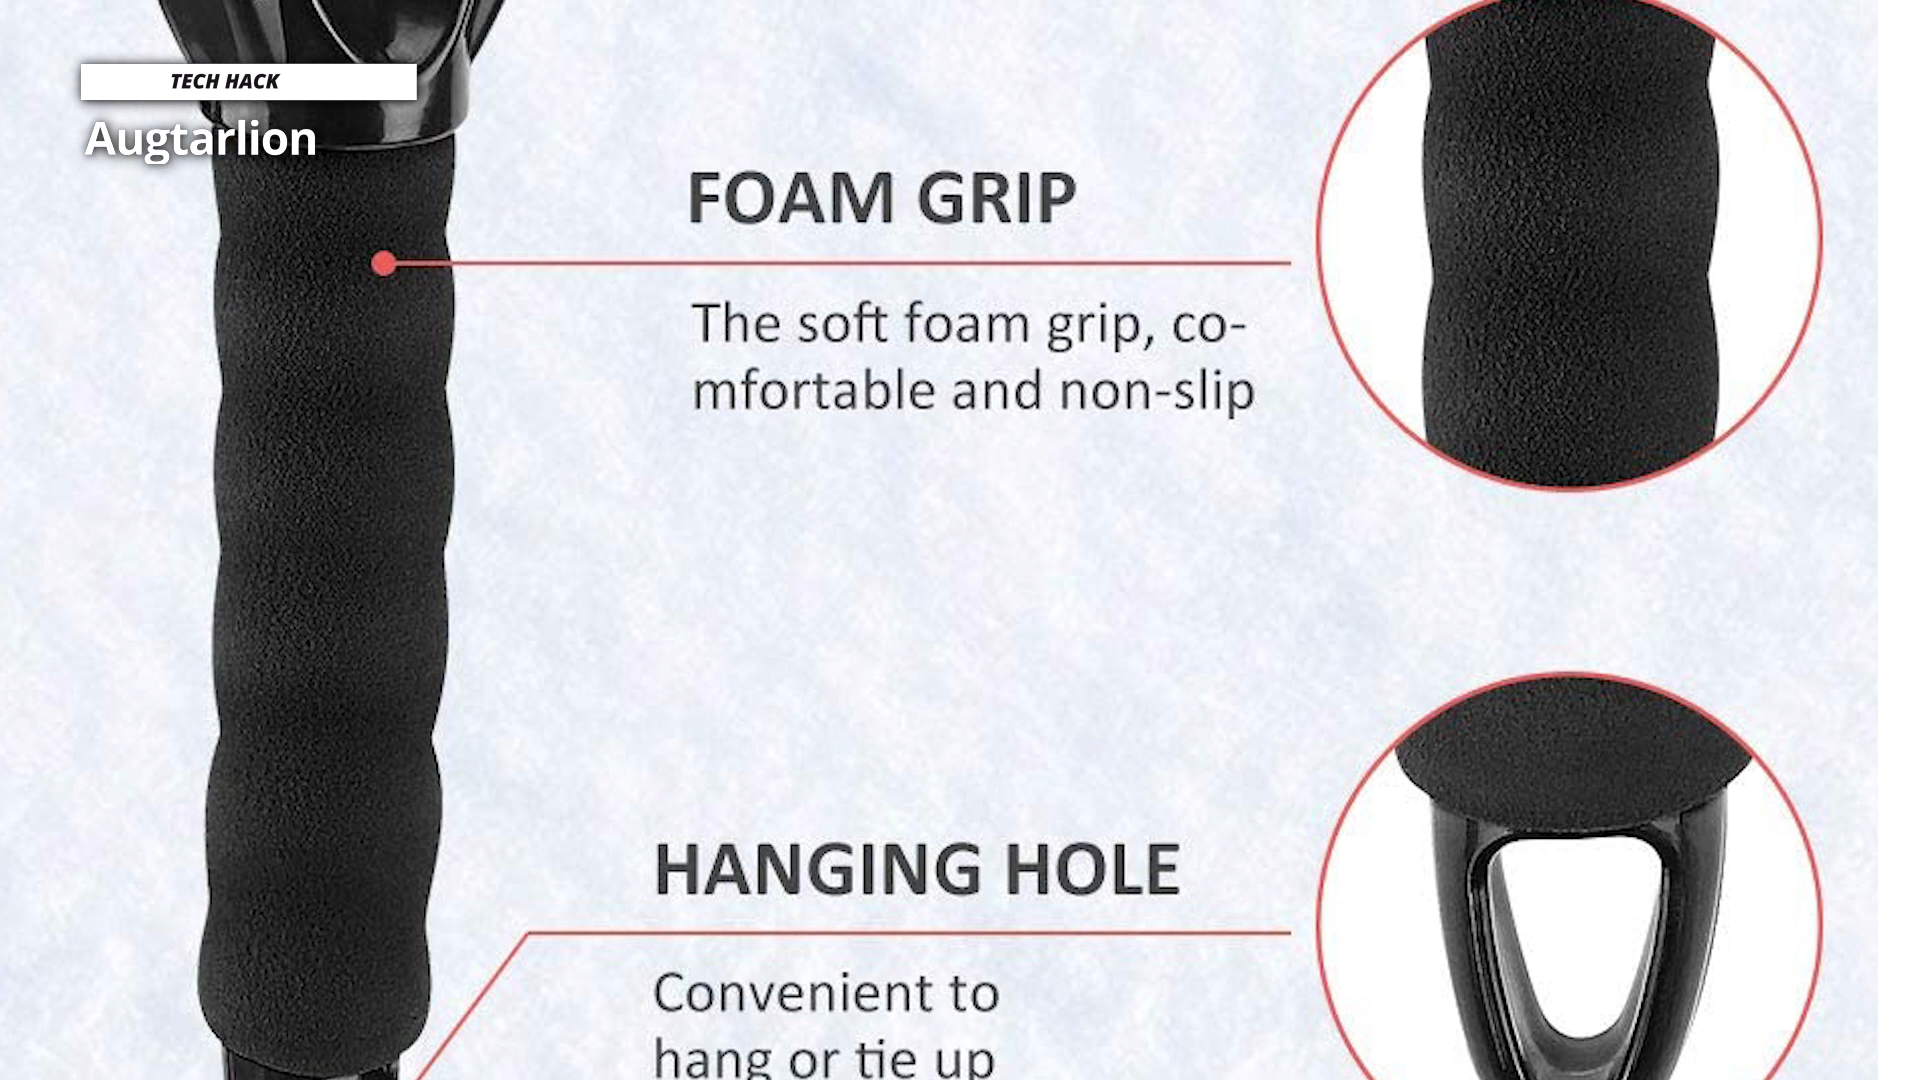 TECH HACK
Augtarlion
FOAM GRIP
The soft foam grip, co-
mfortable and non-slip
HANGING HOLE
Convenient to
hang or tie up